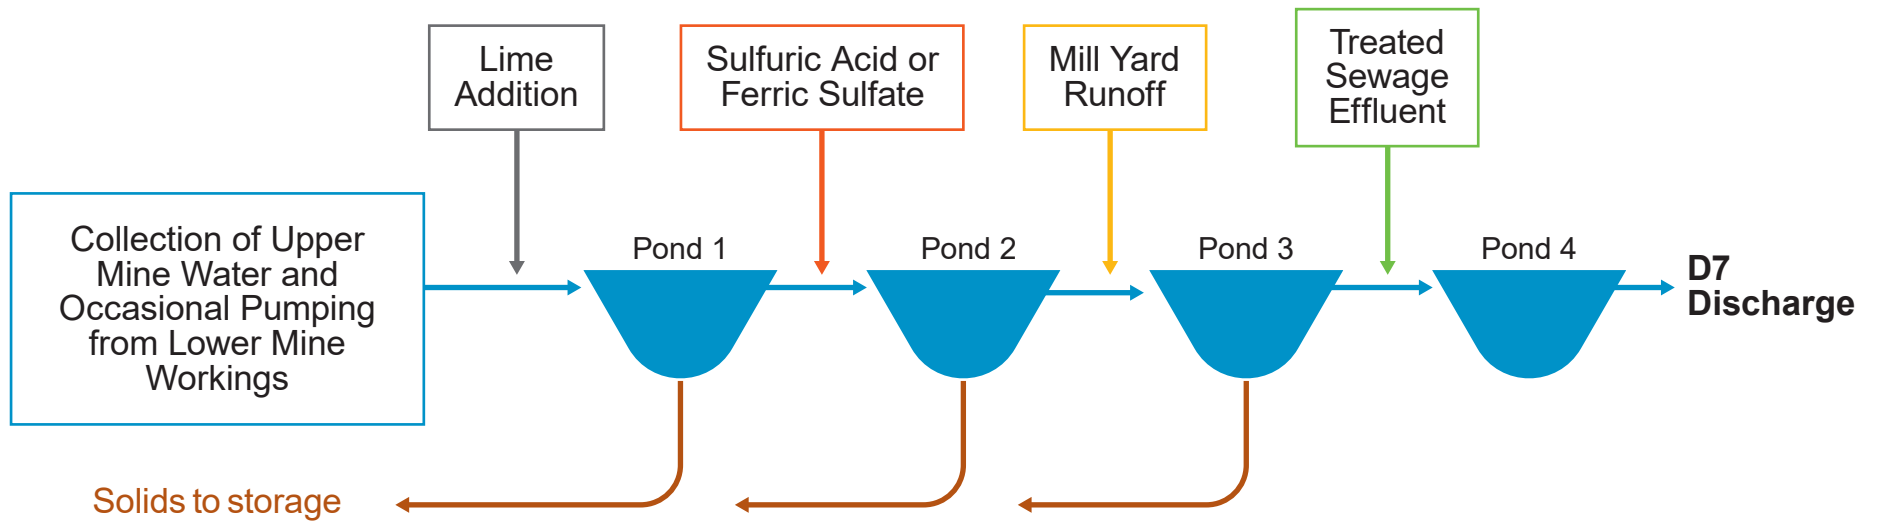 Lime
Addition
Sulfuric Acid or
Ferric Sulfate
Mill Yard
Runoff
Treated
Sewage
Effluent
Collection of Upper
Mine Water and
Occasional Pumping
from Lower Mine
Workings
Pond 1
Pond 2
Pond 3
Pond 4
D7
Discharge
Solids to storage